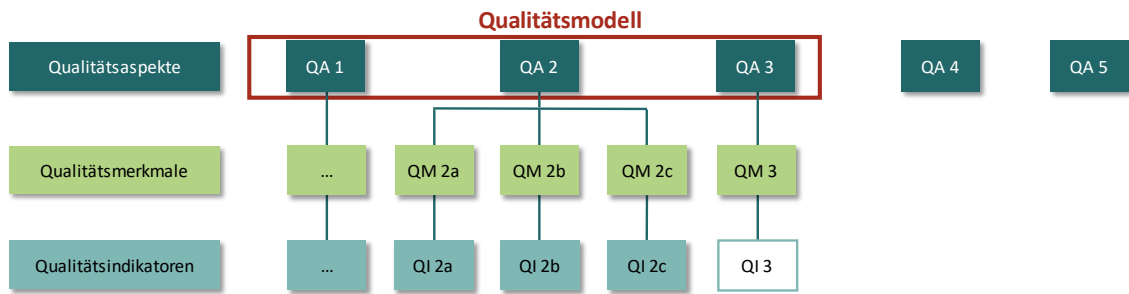 Qualitätsmodell
Qualitätsaspekte QA 1 QA 2 QA 3 QA 4 QA 5
Qualitätsmerkmale ... QM 2a QM 2b QM 2c QM 3
Qualitätsindikatoren ... QI 2a QI 2b QI 2c QI 3